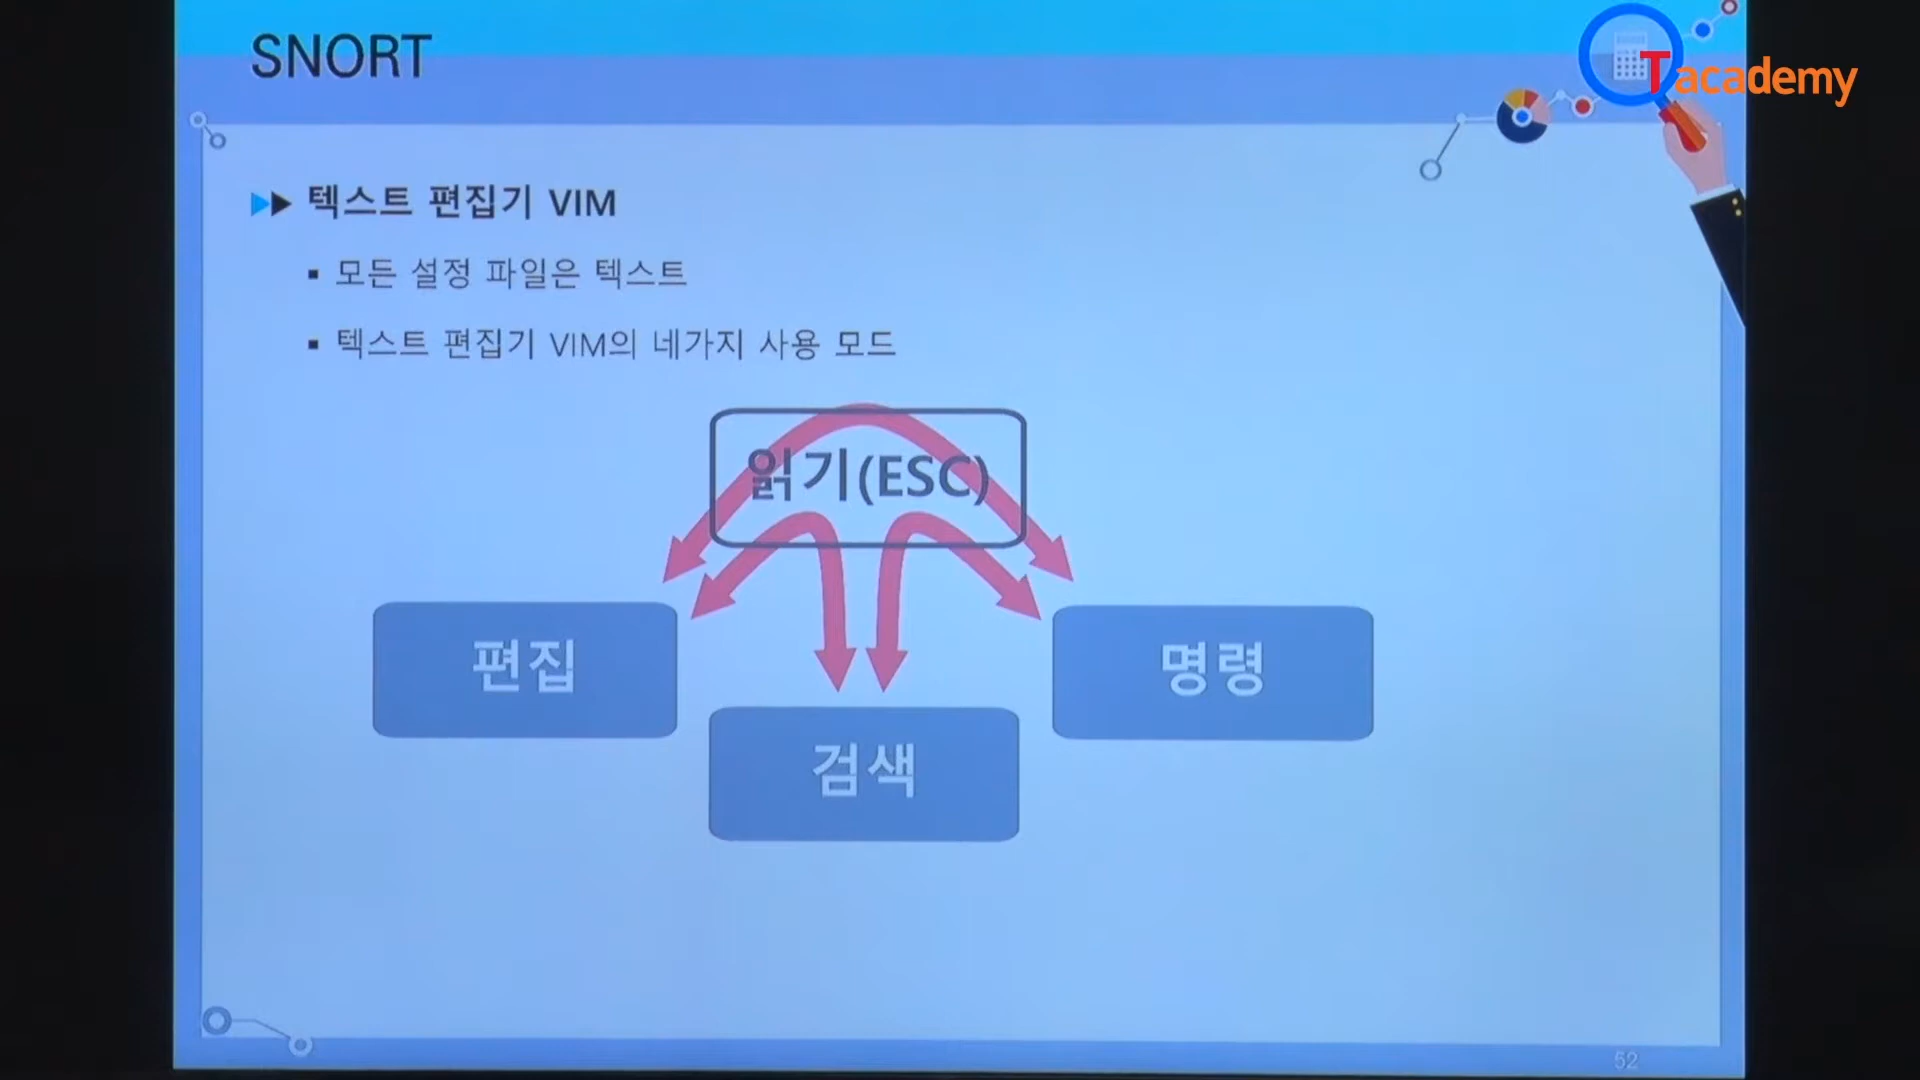 SNORT
Tacademy
텍스트 편집기 VIM
모든 설정 파일은 텍스트
텍스트 편집기 VIM의 네가지 사용 모드
읽기(ESC)
편집
명령
검색
52